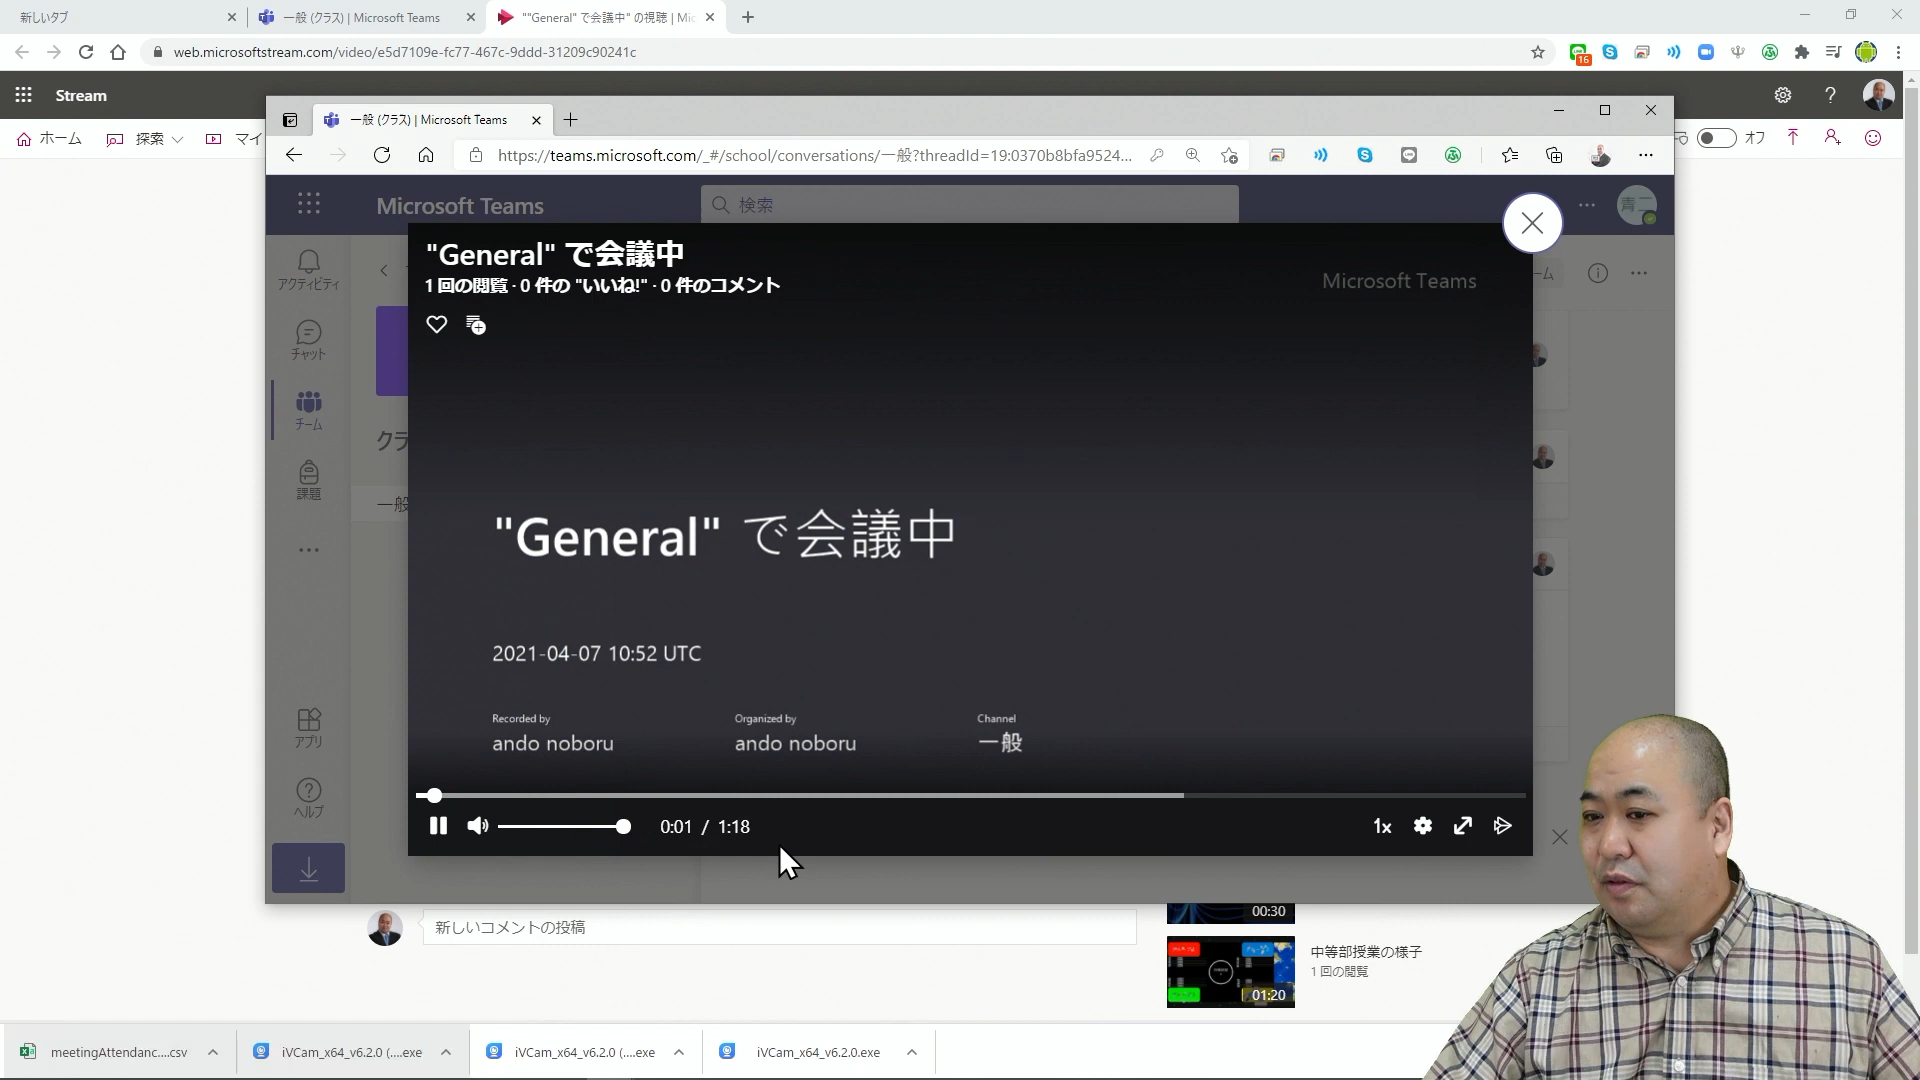 新しいタブ
一般 (クラス) | Microsoft Teams
""General" で会議中" の視聴 | Mic
web.microsoftstream.com/video/e5d7109e-fc77-467c-9ddd-31209c90241c
16
Stream
ホーム
探索
マイ
オフ
一般 (クラス) | Microsoft Teams
https://teams.microsoft.com/_#/school/conversations/一般?threadId=19:0370b8bfa9524...
Microsoft Teams
検索
青二
アクティビティ
チャット
チーム
課題
アプリ
ヘルプ
クラ
一般
"General" で会議中
1 回の閲覧 · 0 件の "いいね!" · 0 件のコメント
Microsoft Teams
"General" で会議中
2021-04-07 10:52 UTC
Recorded by
ando noboru
Organized by
ando noboru
Channel
一般
0:01 / 1:18
1x
新しいコメントの投稿
00:30
01:20
中等部授業の様子
1 回の閲覧
meetingAttendanc....csv
iVCam_x64_v6.2.0 (....exe
iVCam_x64_v6.2.0 (....exe
iVCam_x64_v6.2.0.exe